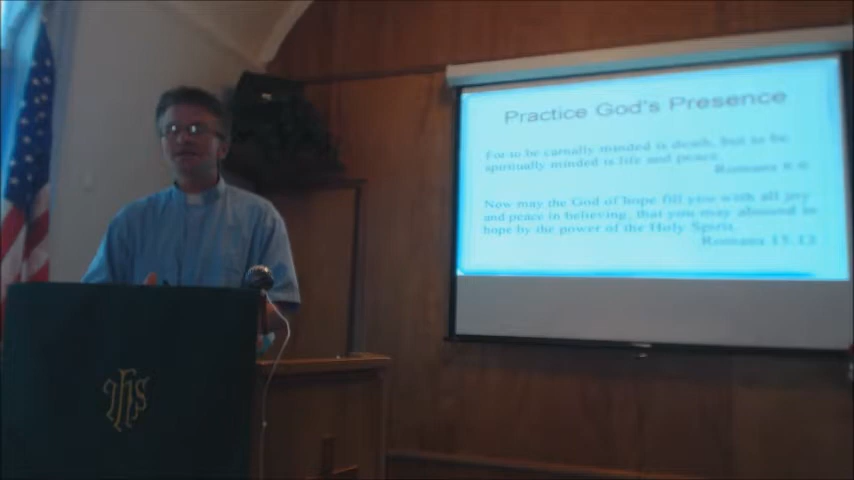 Practice God's Presence
For to be carnally minded is death, but to be
spiritually minded is life and peace.
Romans 8:6
Now may the God of hope fill you with all joy
and peace in believing, that you may abound in
hope by the power of the Holy Spirit.
Romans 15:13
IHS